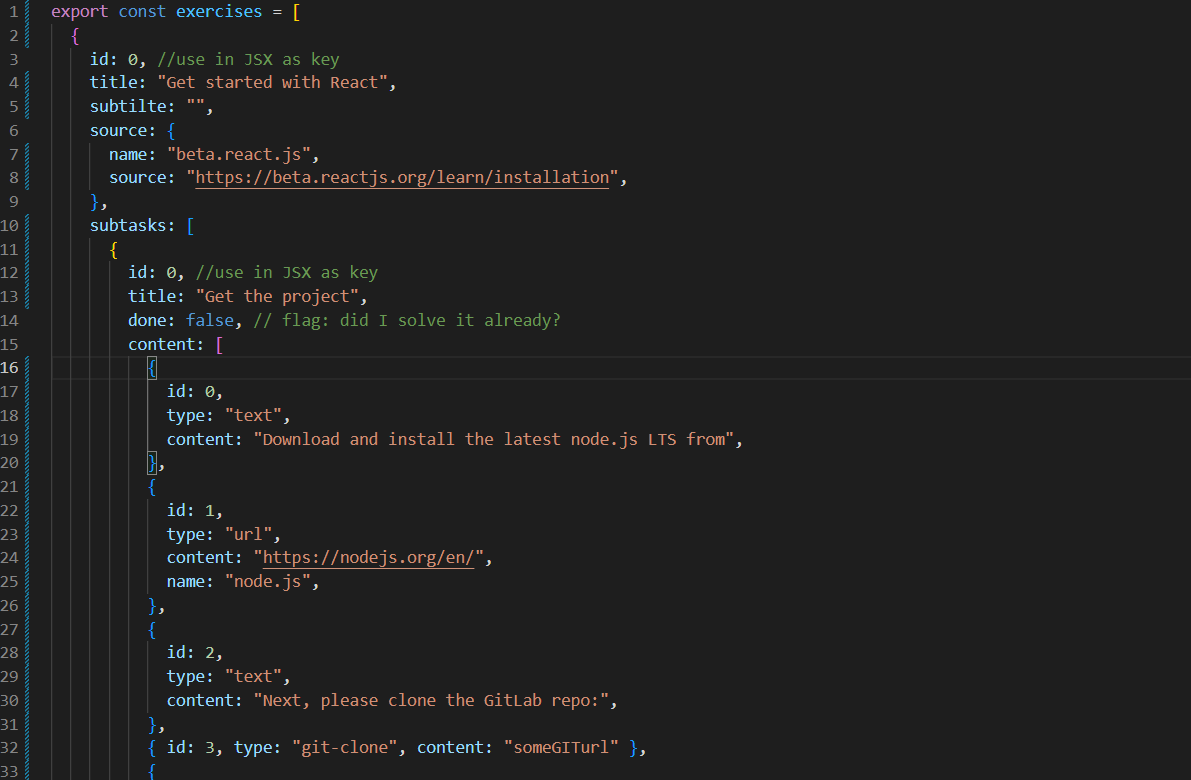 1 export const exercises = [
2 {
3 id: 0, //use in JSX as key
4 title: "Get started with React",
5 subtilte: "",
6 source: {
7 name: "beta.react.js",
8 source: "https://beta.reactjs.org/learn/installation",
9 },
10 subtasks: [
11 {
12 id: 0, //use in JSX as key
13 title: "Get the project",
14 done: false, // flag: did I solve it already?
15 content: [
16 {
17 id: 0,
18 type: "text",
19 content: "Download and install the latest node.js LTS from",
20 },
21 {
22 id: 1,
23 type: "url",
24 content: "https://nodejs.org/en/",
25 name: "node.js",
26 },
27 {
28 id: 2,
29 type: "text",
30 content: "Next, please clone the GitLab repo:",
31 },
32 { id: 3, type: "git-clone", content: "someGITurl" },
33 {